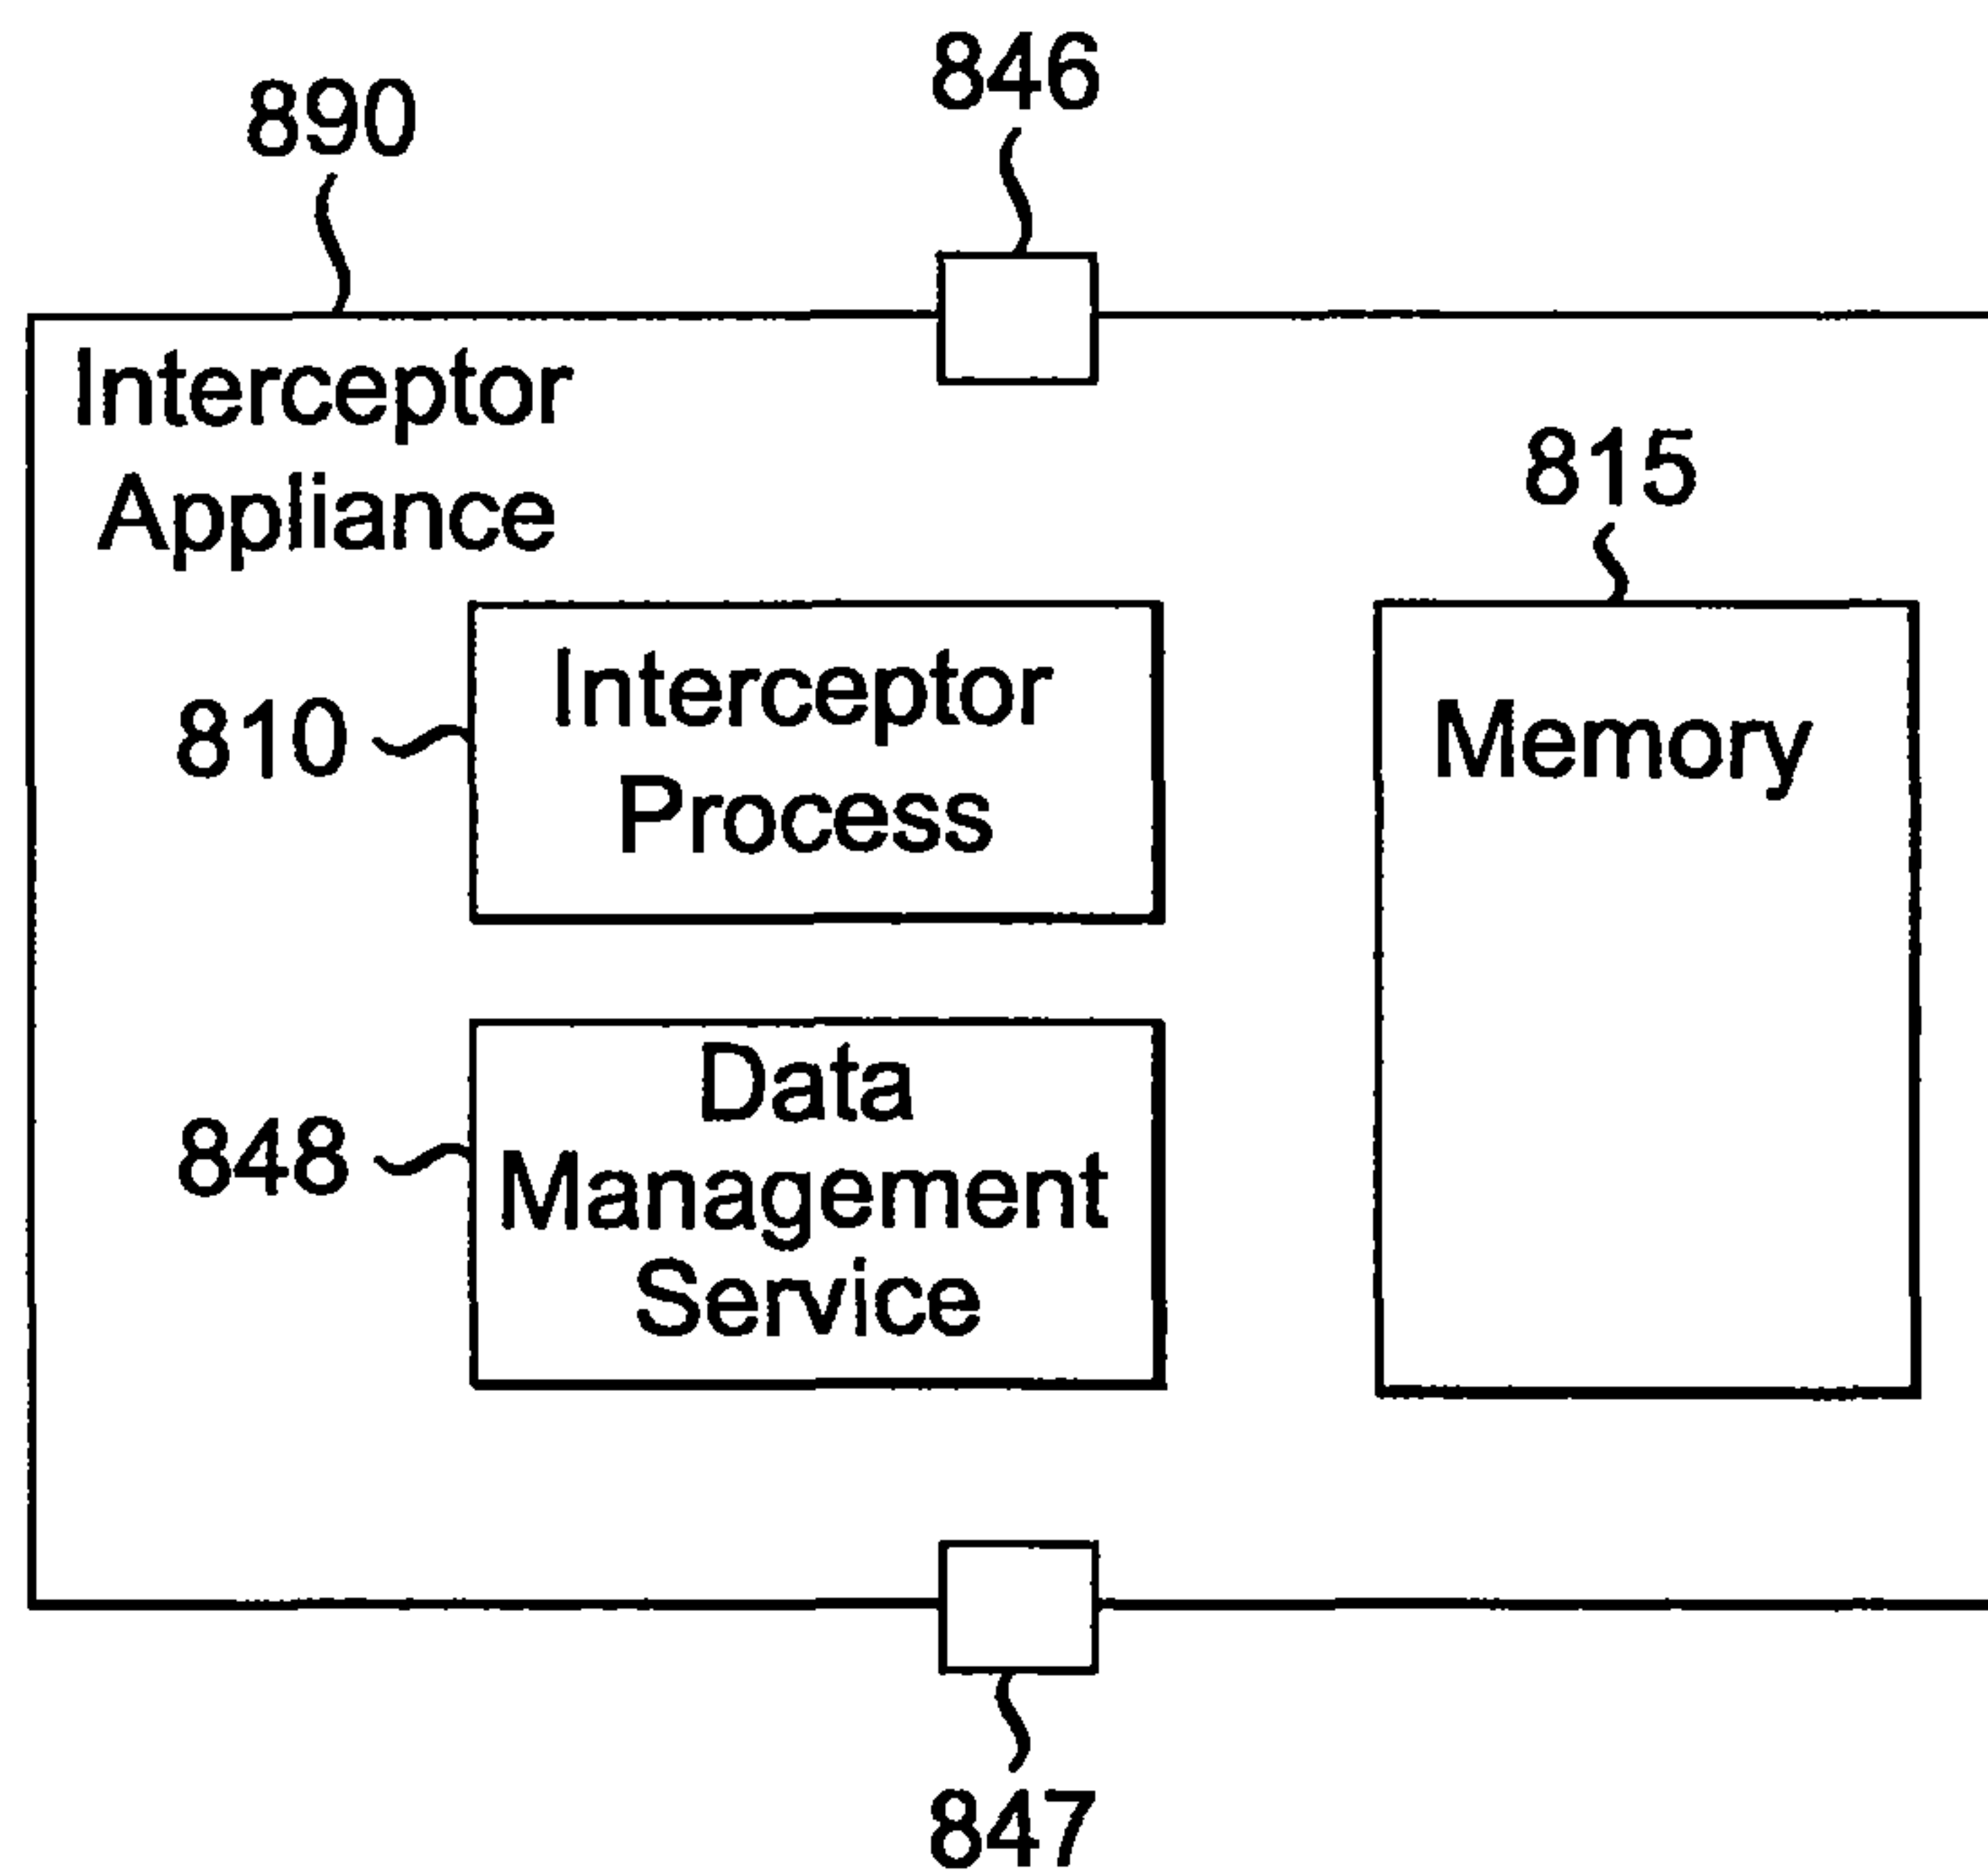 890
846
Interceptor
Appliance
815
810
Interceptor
Process
Memory
848
Data
Management
Service
847